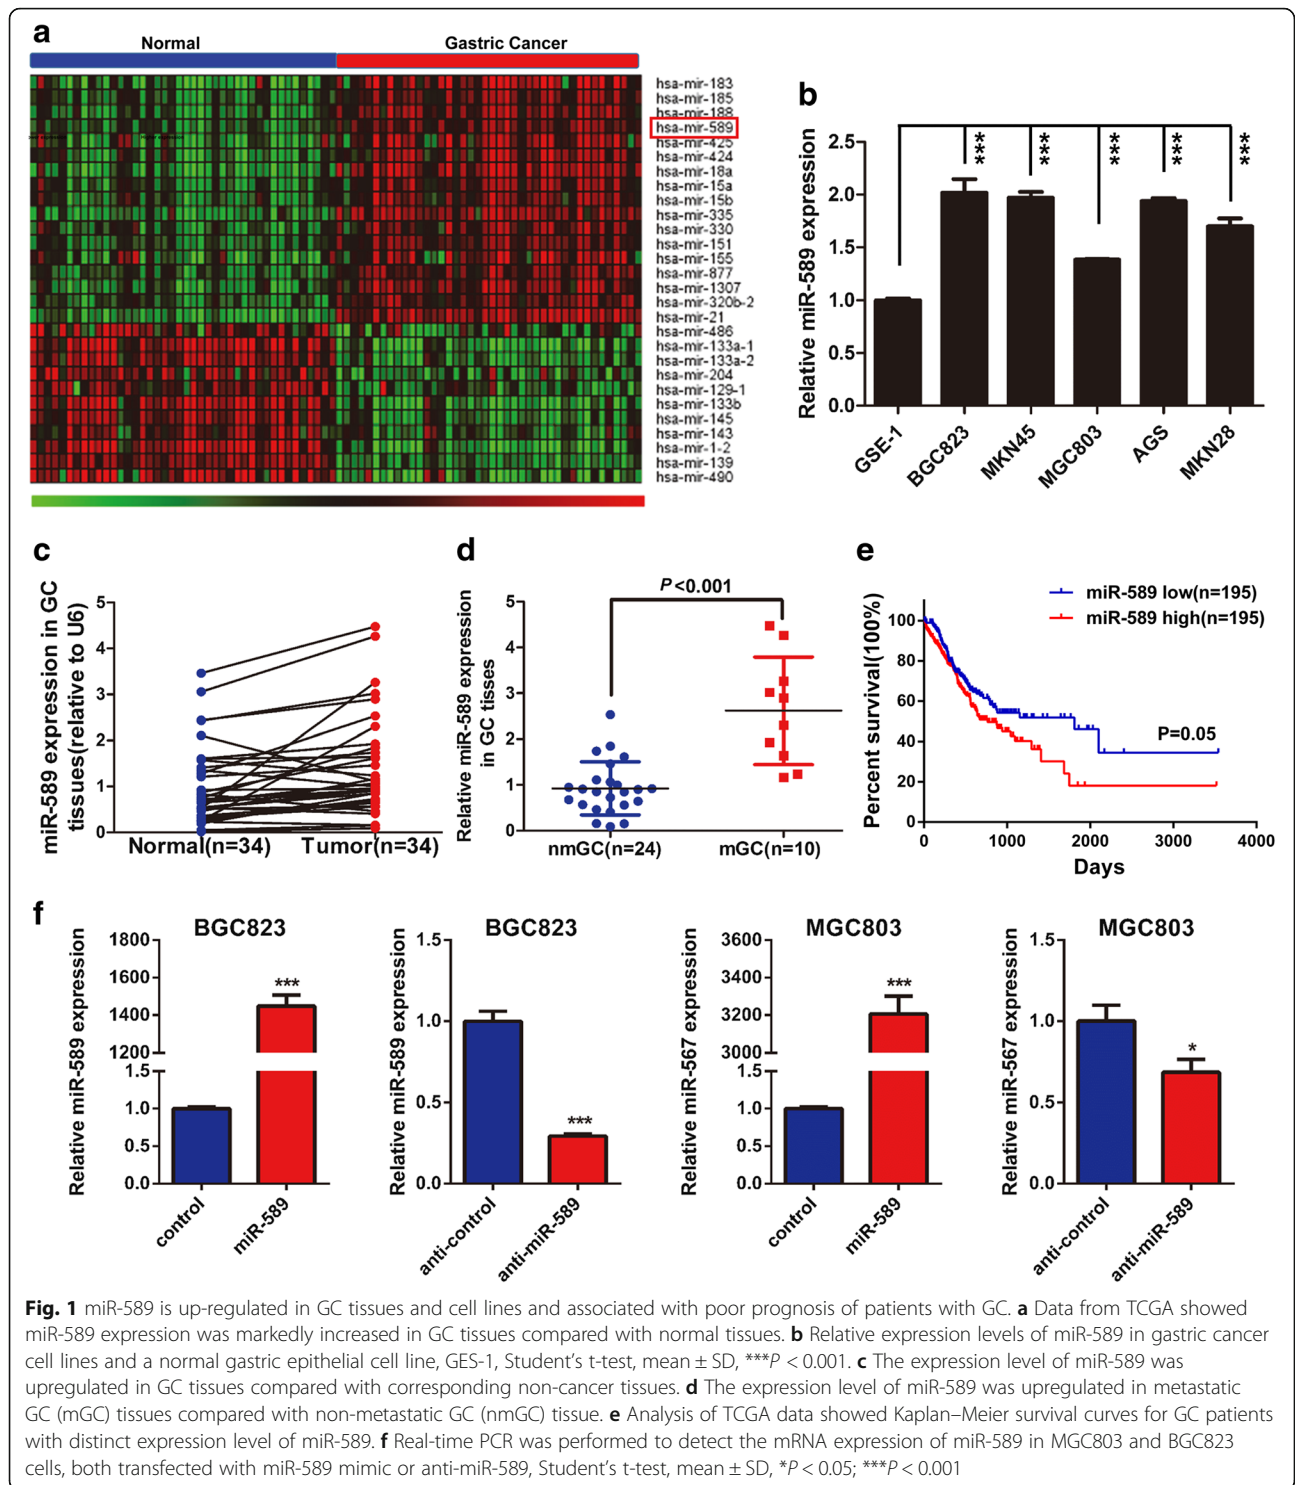 a
Normal
Gastric Cancer
hsa-mir-183
hsa-mir-185
hsa-mir-188
hsa-mir-589
hsa-mir-425
hsa-mir-424
hsa-mir-18a
hsa-mir-15a
hsa-mir-15b
hsa-mir-335
hsa-mir-330
hsa-mir-151
hsa-mir-155
hsa-mir-877
hsa-mir-1307
hsa-mir-320b-2
hsa-mir-21
hsa-mir-486
hsa-mir-133a-1
hsa-mir-133a-2
hsa-mir-204
hsa-mir-129-1
hsa-mir-133b
hsa-mir-145
hsa-mir-143
hsa-mir-1-2
hsa-mir-139
hsa-mir-490
b
Relative miR-589 expression
2.5
2.0
1.5
1.0
0.5
0.0
***
***
***
***
***
GSE-1
BGC823
MKN45
MGC803
AGS
MKN28
c
miR-589 expression in GC
tissues(relative to U6)
5
4
3
2
1
0
Normal(n=34)
Tumor(n=34)
d
Relative miR-589 expression
in GC tisses
P<0.001
5
4
3
2
1
0
nmGC(n=24)
mGC(n=10)
e
miR-589 low(n=195)
miR-589 high(n=195)
Percent survival(100%)
100
80
60
40
20
0
P=0.05
0
1000
2000
3000
4000
Days
f
BGC823
Relative miR-589 expression
1800
1600
1400
1200
1.5
1.0
0.5
0.0
***
control
miR-589
BGC823
Relative miR-589 expression
1.5
1.0
0.5
0.0
***
anti-control
anti-miR-589
MGC803
Relative miR-567 expression
3600
3400
3200
3000
1.5
1.0
0.5
0.0
***
control
miR-589
MGC803
Relative miR-567 expression
1.5
1.0
0.5
0.0
*
anti-control
anti-miR-589
Fig. 1 miR-589 is up-regulated in GC tissues and cell lines and associated with poor prognosis of patients with GC. a Data from TCGA showed
miR-589 expression was markedly increased in GC tissues compared with normal tissues. b Relative expression levels of miR-589 in gastric cancer
cell lines and a normal gastric epithelial cell line, GES-1, Student's t-test, mean ± SD, ***P < 0.001. c The expression level of miR-589 was
upregulated in GC tissues compared with corresponding non-cancer tissues. d The expression level of miR-589 was upregulated in metastatic
GC (mGC) tissues compared with non-metastatic GC (nmGC) tissue. e Analysis of TCGA data showed Kaplan–Meier survival curves for GC patients
with distinct expression level of miR-589. f Real-time PCR was performed to detect the mRNA expression of miR-589 in MGC803 and BGC823
cells, both transfected with miR-589 mimic or anti-miR-589, Student's t-test, mean ± SD, *P < 0.05; ***P < 0.001